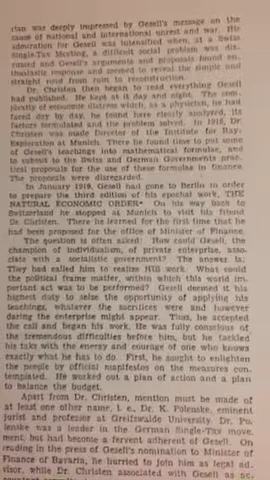 cian was deeply impressed by Gesell's message on the
cause of national and international unrest and war. His
admiration for Gesell was intensified when, at a Swiss
Single-Tax Meeting, a difficult social problem was dis-
cussed and Gesell's arguments and proposals found en-
thusiastic response and seemed to reveal the simple and
straight road from ruin to reconstruction.
Dr. Christen then began to read everything Gesell
had published. He kept at it day and night. The com-
plexity of economic distress which, as a physician, he had
faced day by day, he found here clearly analyzed, its
factors formulated and the problem solved. In 1918, Dr.
Christen was made Director of the Institute for Ray-
Exploration at Munich. There he found time to put some
of Gesell's teachings into mathematical formulae, and
to submit to the Swiss and German Governments prac-
tical proposals for the use of these formulae in finance.
The proposals were disregarded.
In January 1919, Gesell had gone to Berlin in order
to prepare the third edition of his epochal work, THE
NATURAL ECONOMIC ORDER. On his way back to
Switzerland he stopped at Munich to visit his friend
Dr. Christen. There he learned for the first time that he
had been proposed for the office of Minister of Finance.
The question is often asked: How could Gesell, the
champion of individualism, of private enterprise, asso-
ciate with a socialistic government? The answer is:
They had called him to realize HIS work. What could
the political frame matter, within which this world im-
portant act was to be performed? Gesell deemed it his
highest duty to seize the opportunity of applying his
teachings, whatever the sacrifices were and however
daring the enterprise might appear. Thus, he accepted
the call and began his work. He was fully conscious of
the tremendous difficulties before him, but he tackled
his task with the energy and courage of one who knows
exactly what he has to do. First, he sought to enlighten
the people by official manifestos on the measures con-
templated. He worked out a plan of action and a plan
to balance the budget.
Apart from Dr. Christen, mention must be made of
at least one other name, i. e., Dr. K. Polenske, eminent
jurist and professor at Greifswalde University. Dr. Po-
lenske was a leader in the German Single-Tax move-
ment, but had become a fervent adherent of Gesell. On
reading in the press of Gesell's nomination to Minister
of Finance of Bavaria, he hurried to join him as legal ad-
visor, while Dr. Christen associated with Gesell as